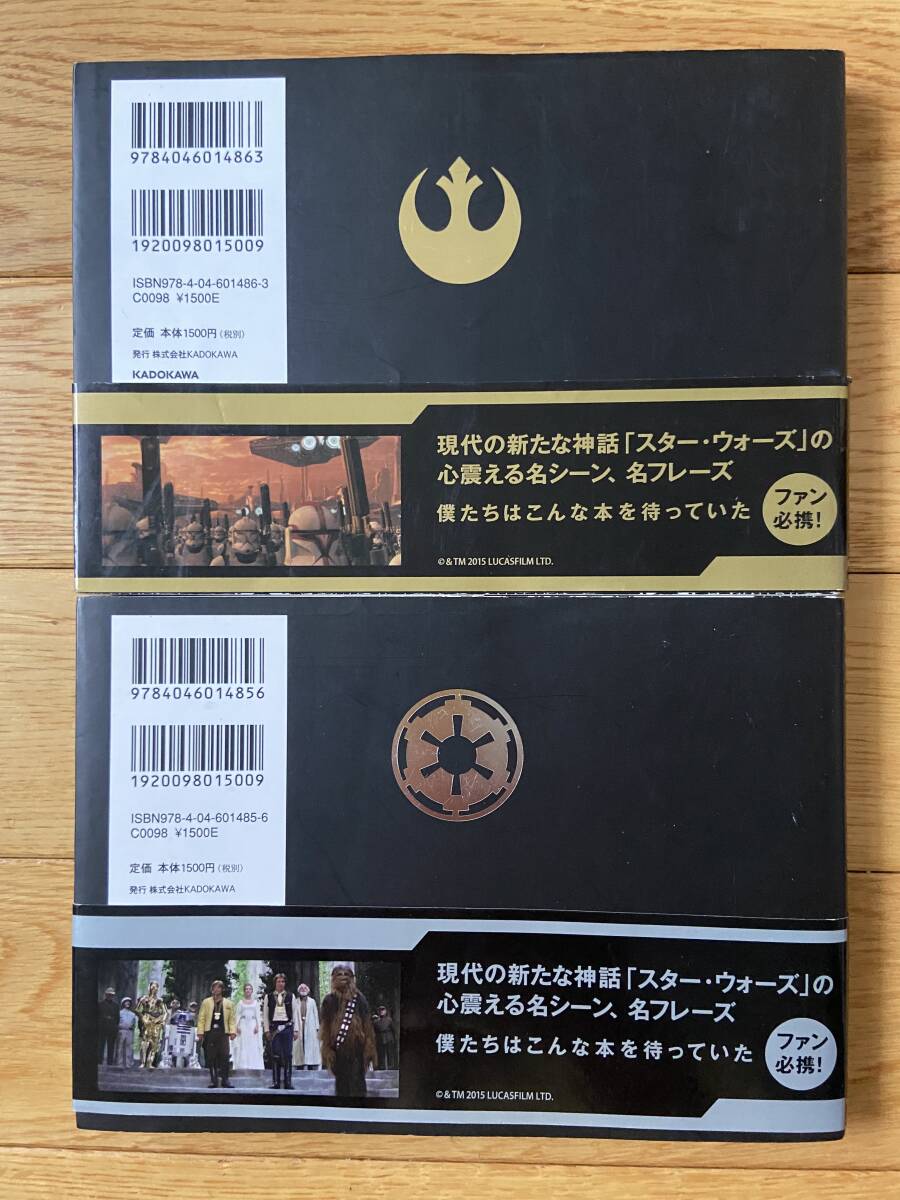 9784046014863
1920098015009
ISBN978-4-04-601486-3
C0098 ¥1500E
定価 本体1500円(税別)
発行 株式会社KADOKAWA
KADOKAWA
現代の新たな神話「スター・ウォーズ」の
心震える名シーン、名フレーズ
僕たちはこんな本を待っていた
ファン
必携!
©&TM 2015 LUCASFILM LTD.
9784046014856
1920098015009
ISBN978-4-04-601485-6
C0098 ¥1500E
定価 本体1500円(税別)
発行 株式会社KADOKAWA
現代の新たな神話「スター・ウォーズ」の
心震える名シーン、名フレーズ
僕たちはこんな本を待っていた
ファン
必携!
©&TM 2015 LUCASFILM LTD.